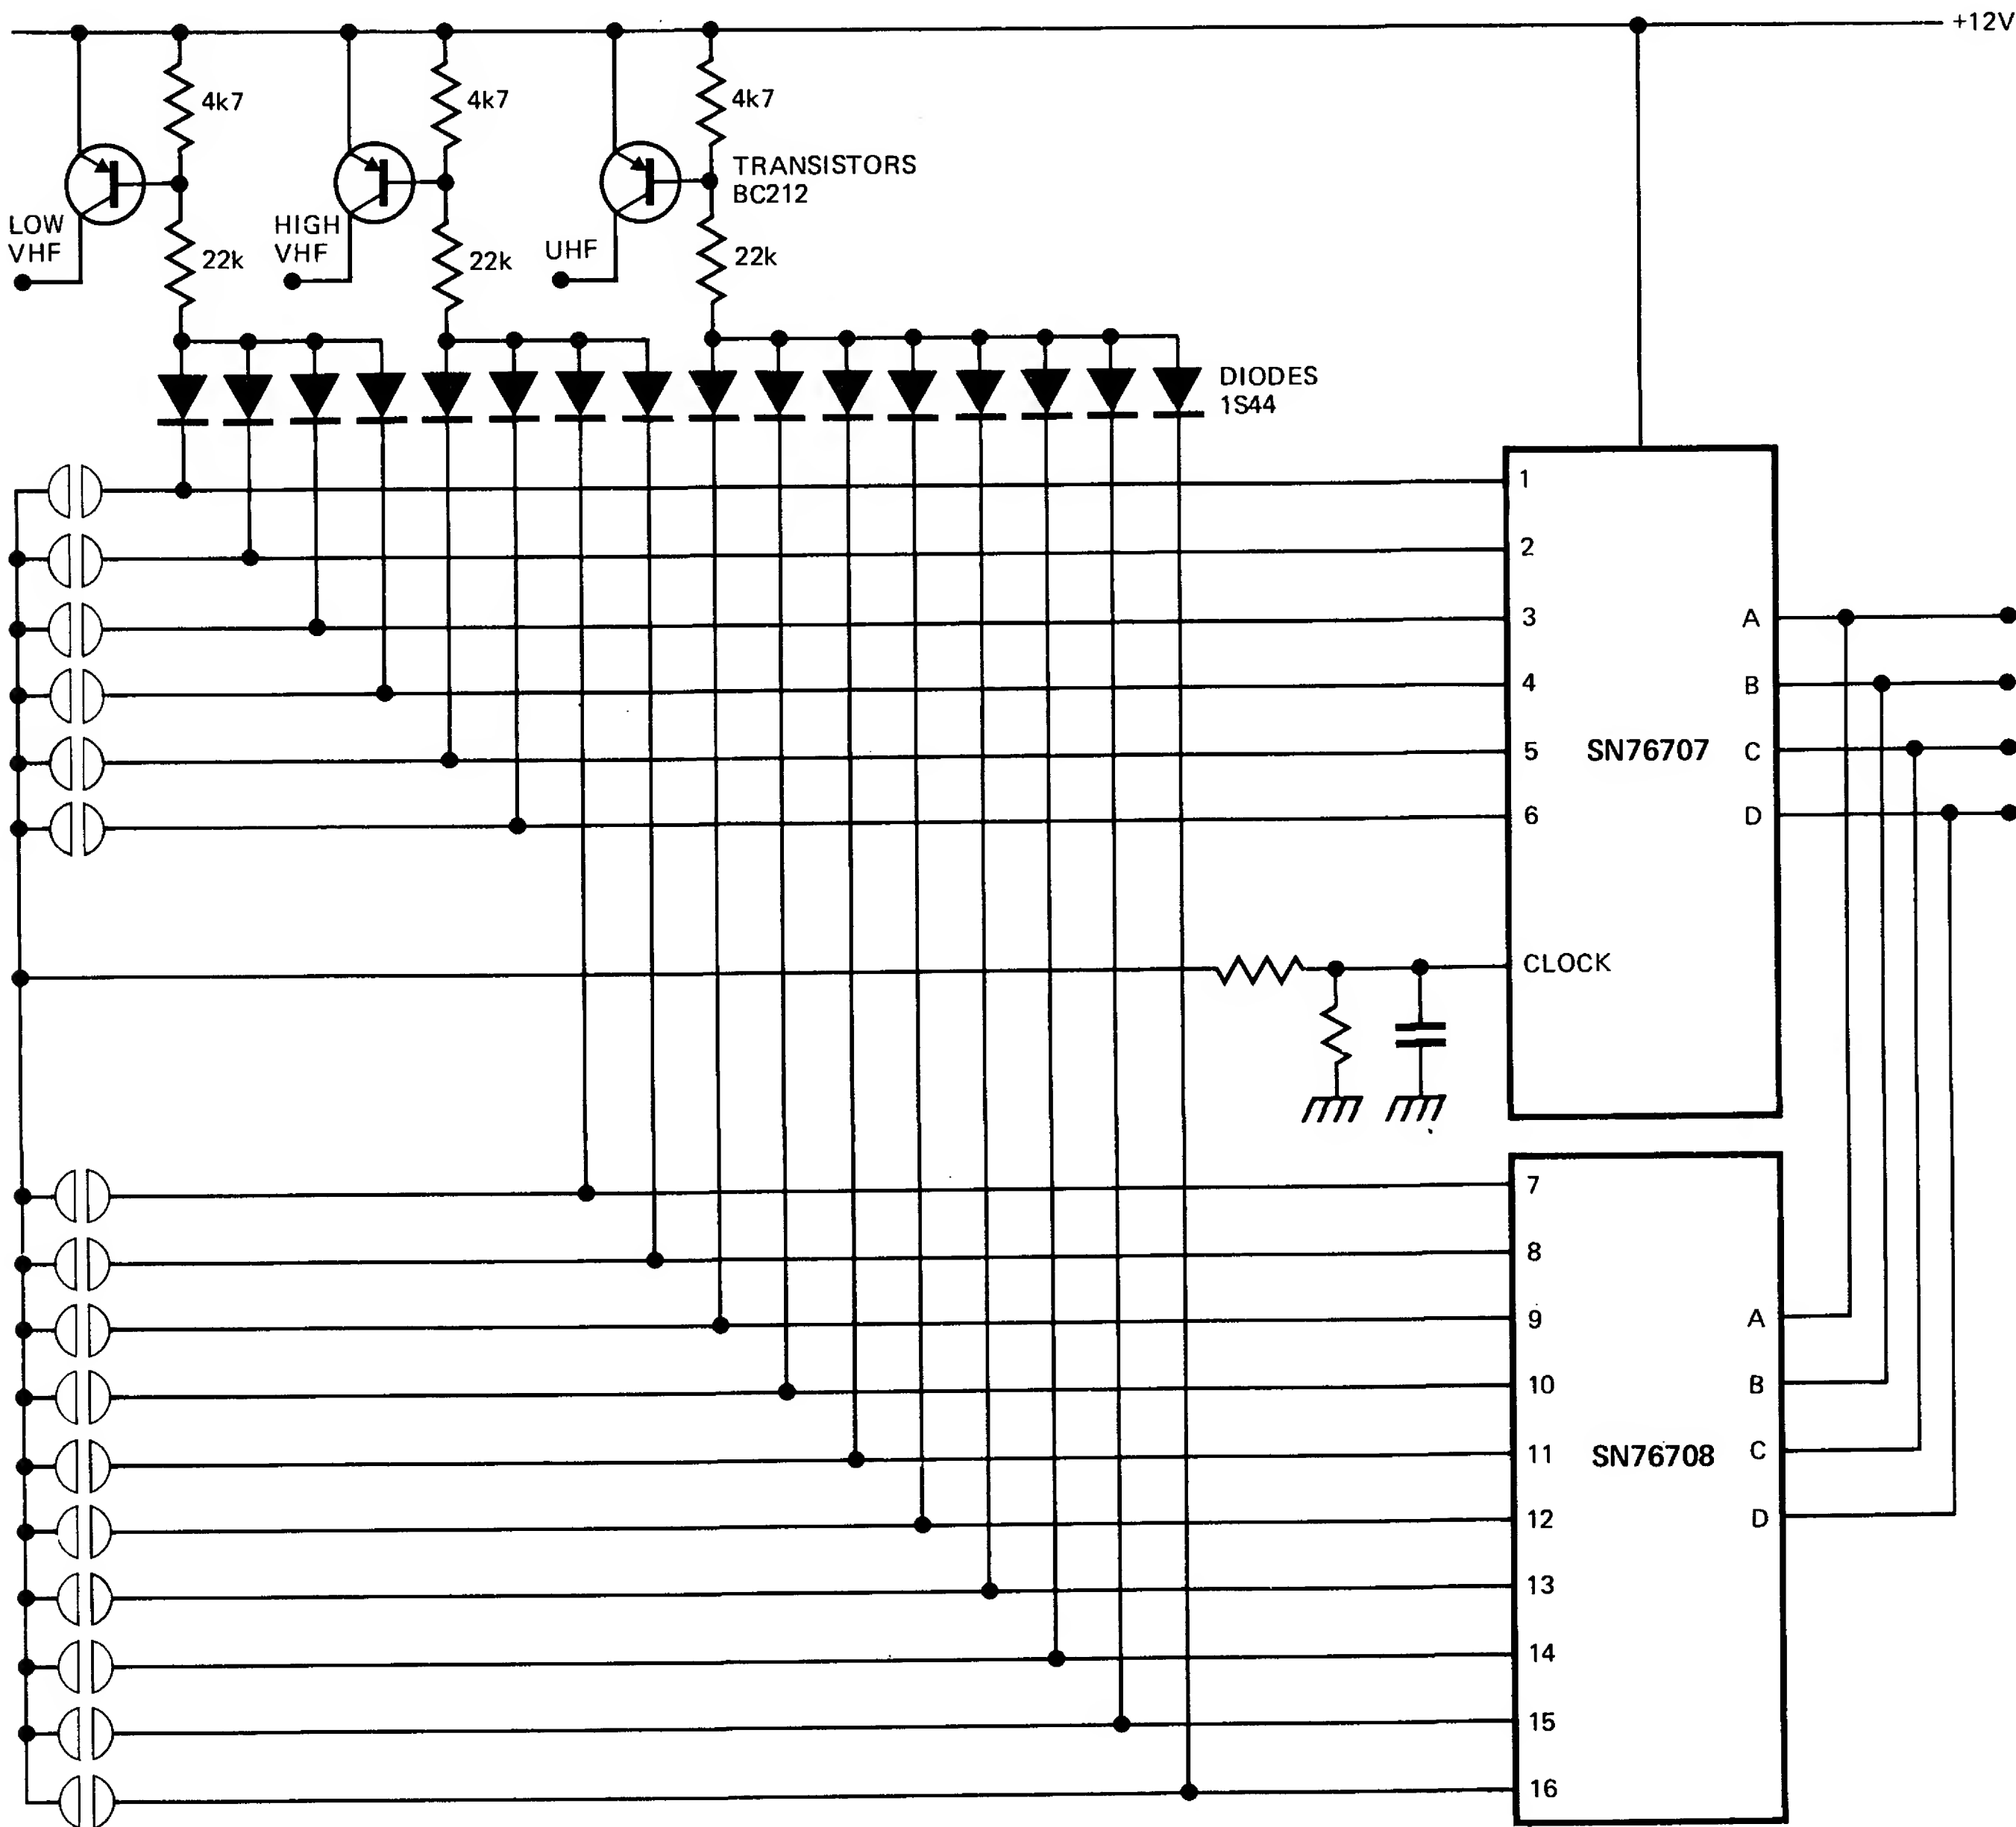 +12V
4k7
4k7
4k7
TRANSISTORS
BC212
LOW
VHF
HIGH
VHF
UHF
22k
22k
22k
DIODES
1S44
1
2
3
4
5
6
CLOCK
SN76707
A
B
C
D
7
8
9
10
11
12
13
14
15
16
SN76708
A
B
C
D